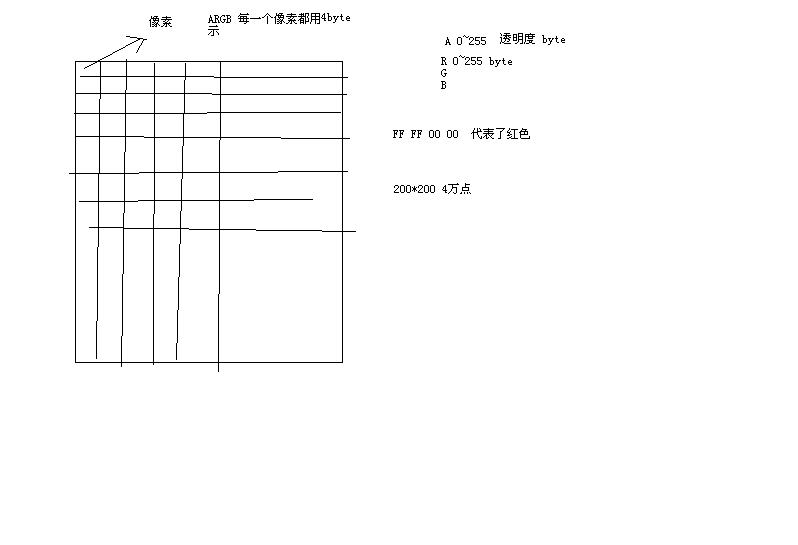 像素
ARGB 每一个像素都用4byte
示
A 0~255 透明度 byte
R 0~255 byte
G
B
FF FF 00 00 代表了红色
200*200 4万点